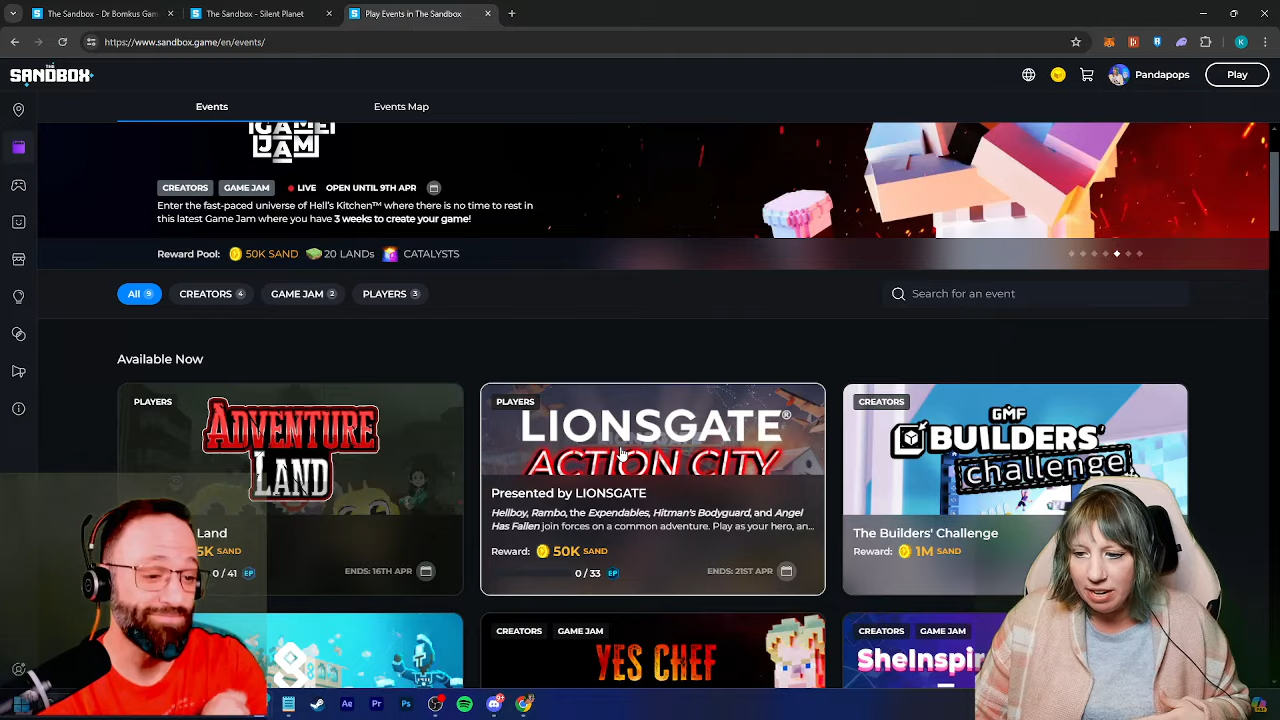 The Sandbox - Dr Bomkus Gam
The Sandbox - Silent Planet
Play Events in The Sandbox
https://www.sandbox.game/en/events/
K
THE
SANDBOX
Pandapops
Play
Events
Events Map
GAME
JAM
CREATORS
GAME JAM
LIVE
OPEN UNTIL 9TH APR
Enter the fast-paced universe of Hell's Kitchen™ where there is no time to rest in
this latest Game Jam where you have 3 weeks to create your game!
Reward Pool: 50K SAND 20 LANDs CATALYSTS
All 9
CREATORS 4
GAME JAM 2
PLAYERS 3
Search for an event
Available Now
PLAYERS
ADVENTURE
LAND
Land
5K SAND
0 / 41 EP
ENDS: 16TH APR
PLAYERS
LIONSGATE®
ACTION CITY
Presented by LIONSGATE
Hellboy, Rambo, the Expendables, Hitman's Bodyguard, and Angel
Has Fallen join forces on a common adventure. Play as your hero, an...
Reward: 50K SAND
0 / 33 EP
ENDS: 21ST APR
CREATORS
GMF
BUILDERS'
challenge
The Builders' Challenge
Reward: 1M SAND
CREATORS
GAME JAM
YES CHEF
CREATORS
GAME JAM
SheInspir
Ae
Pr
Ps